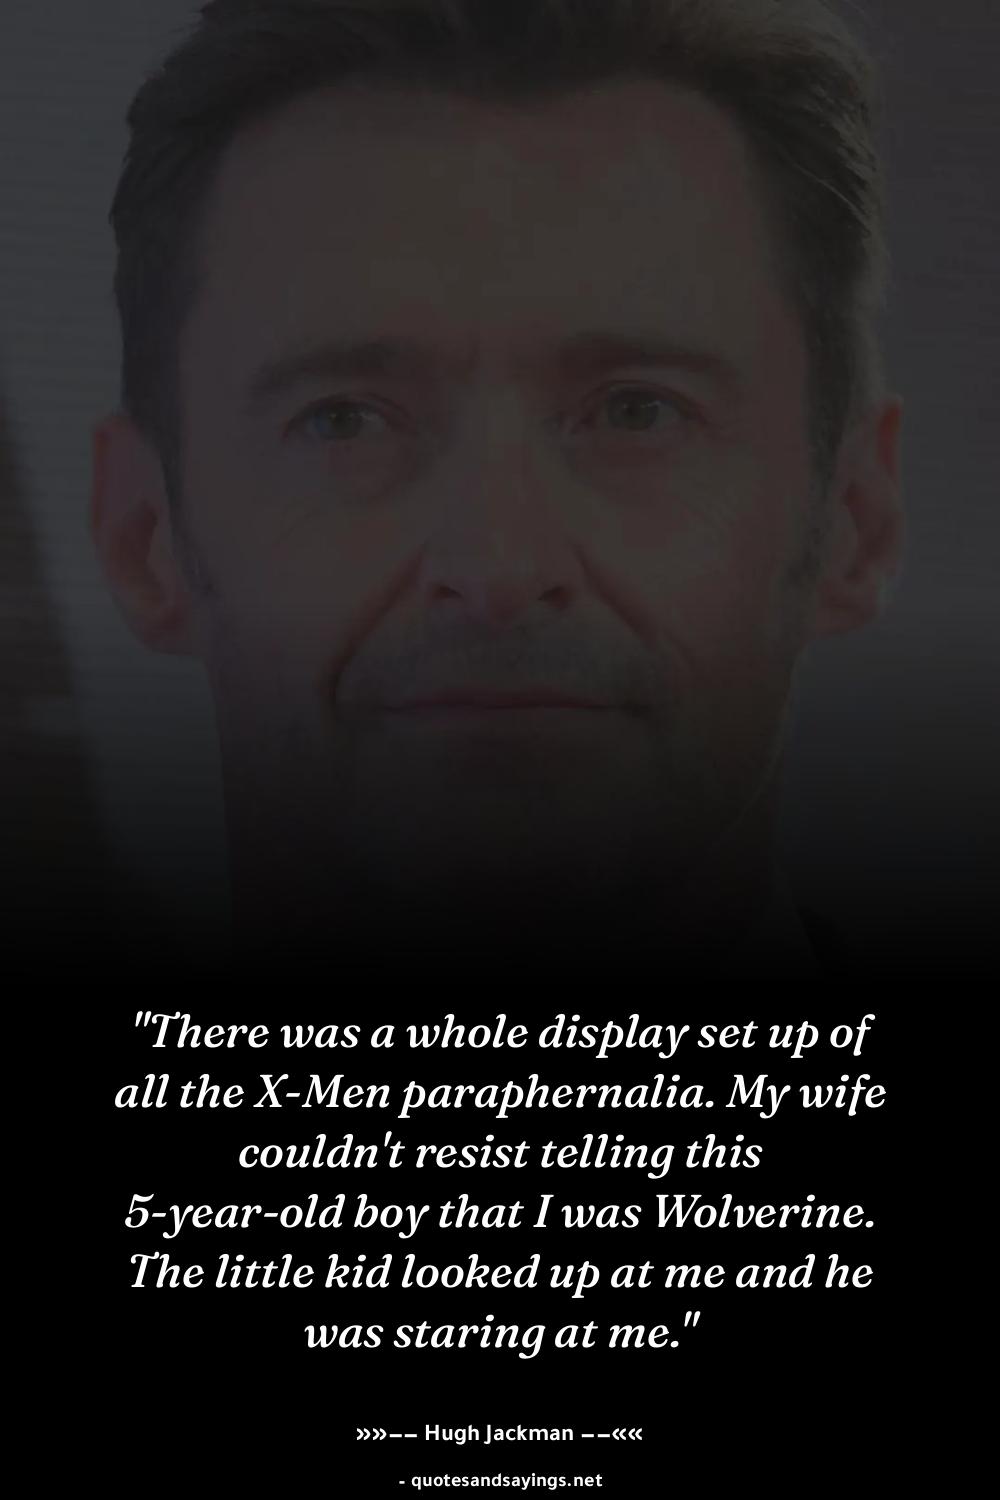 "There was a whole display set up of
all the X-Men paraphernalia. My wife
couldn't resist telling this
5-year-old boy that I was Wolverine.
The little kid looked up at me and he
was staring at me."
»»–– Hugh Jackman ––««
- quotesandsayings.net